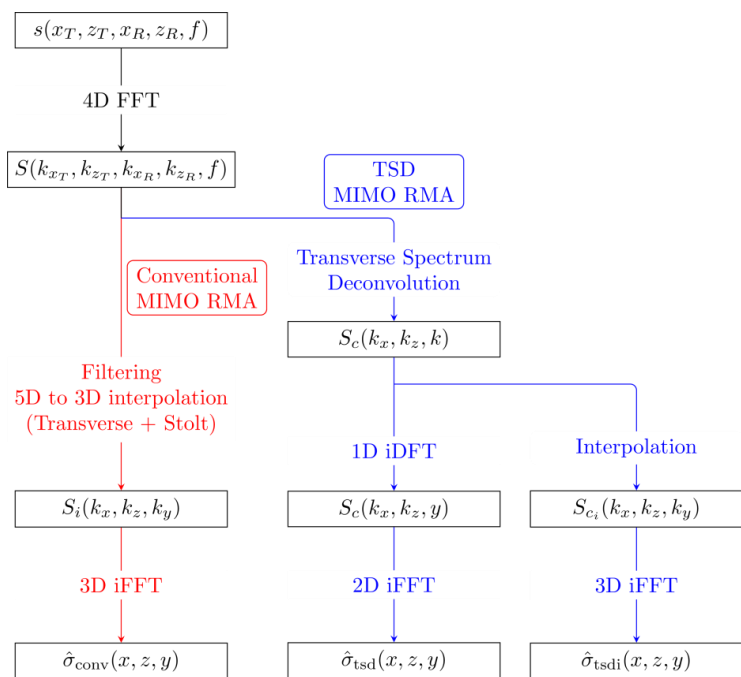 s(x_T, z_T, x_R, z_R, f)
4D FFT
S(k_{x_T}, k_{z_T}, k_{x_R}, k_{z_R}, f)
TSD
MIMO RMA
Conventional
MIMO RMA
Transverse Spectrum
Deconvolution
S_c(k_x, k_z, k)
Filtering
5D to 3D interpolation
(Transverse + Stolt)
1D iDFT
Interpolation
S_i(k_x, k_z, k_y)
S_c(k_x, k_z, y)
S_{c_i}(k_x, k_z, k_y)
3D iFFT
2D iFFT
3D iFFT
σ̂_conv(x, z, y)
σ̂_tsd(x, z, y)
σ̂_tsdi(x, z, y)